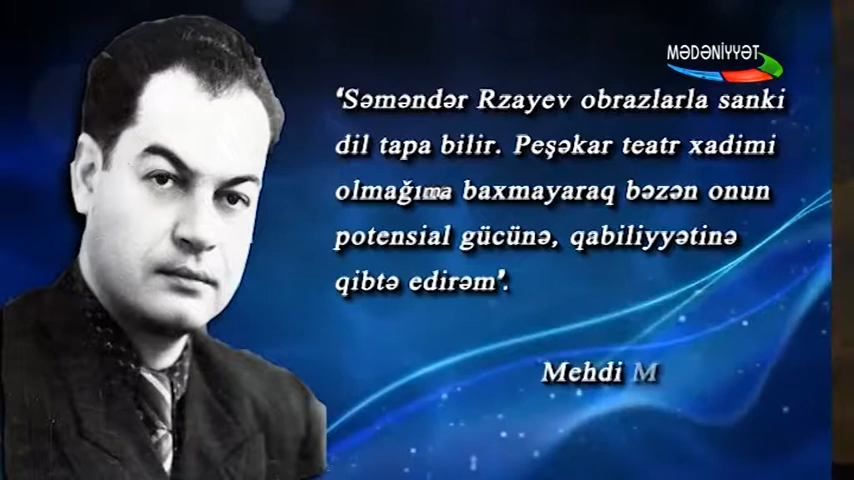 MƏDƏNİYYƏT
'Səməndər Rzayev obrazlarla sanki
dil tapa bilir. Peşəkar teatr xadimi
olmağıma baxmayaraq bəzən onun
potensial gücünə, qabiliyyətinə
qibtə edirəm'.
Mehdi M